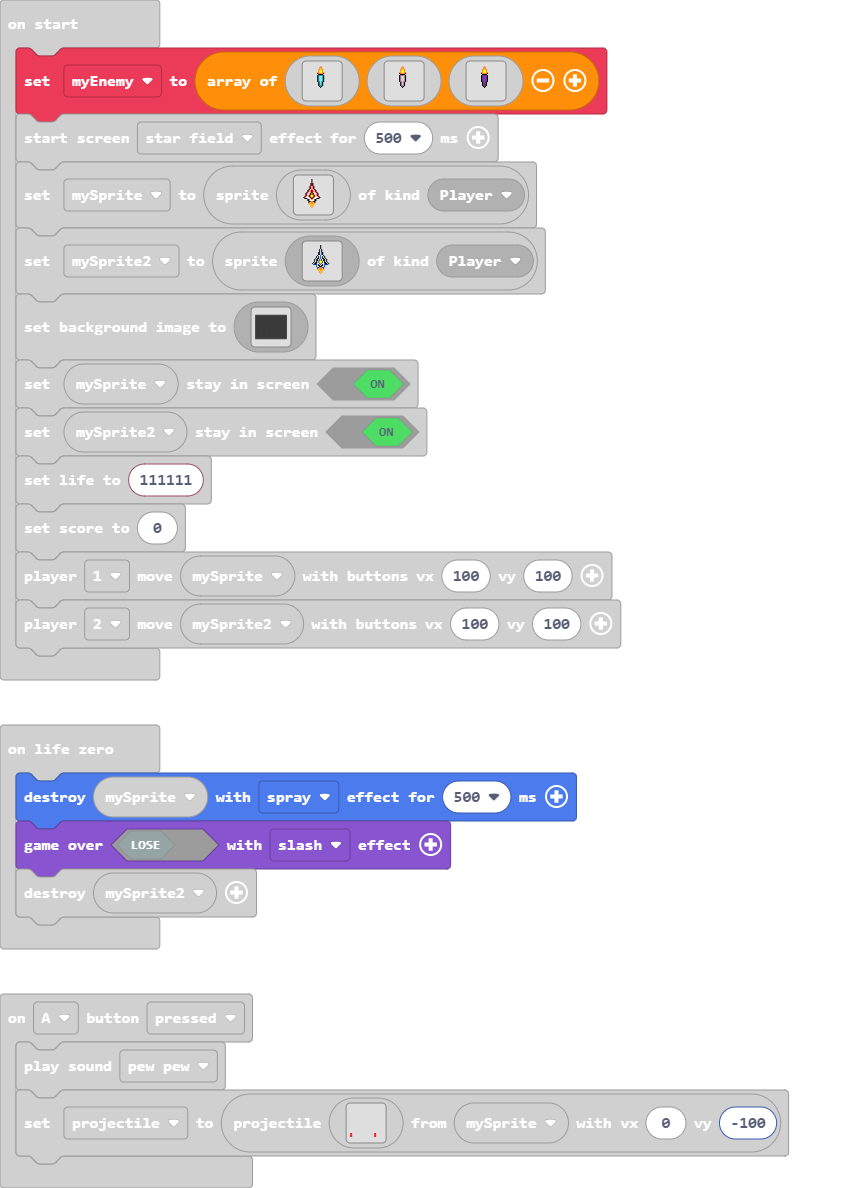 on start
set myEnemy to array of
start screen star field effect for 500 ms
set mySprite to sprite of kind Player
set mySprite2 to sprite of kind Player
set background image to
set mySprite stay in screen ON
set mySprite2 stay in screen ON
set life to 111111
set score to 0
player 1 move mySprite with buttons vx 100 vy 100
player 2 move mySprite2 with buttons vx 100 vy 100
on life zero
destroy mySprite with spray effect for 500 ms
game over LOSE with slash effect
destroy mySprite2
on A button pressed
play sound pew pew
set projectile to projectile from mySprite with vx 0 vy -100